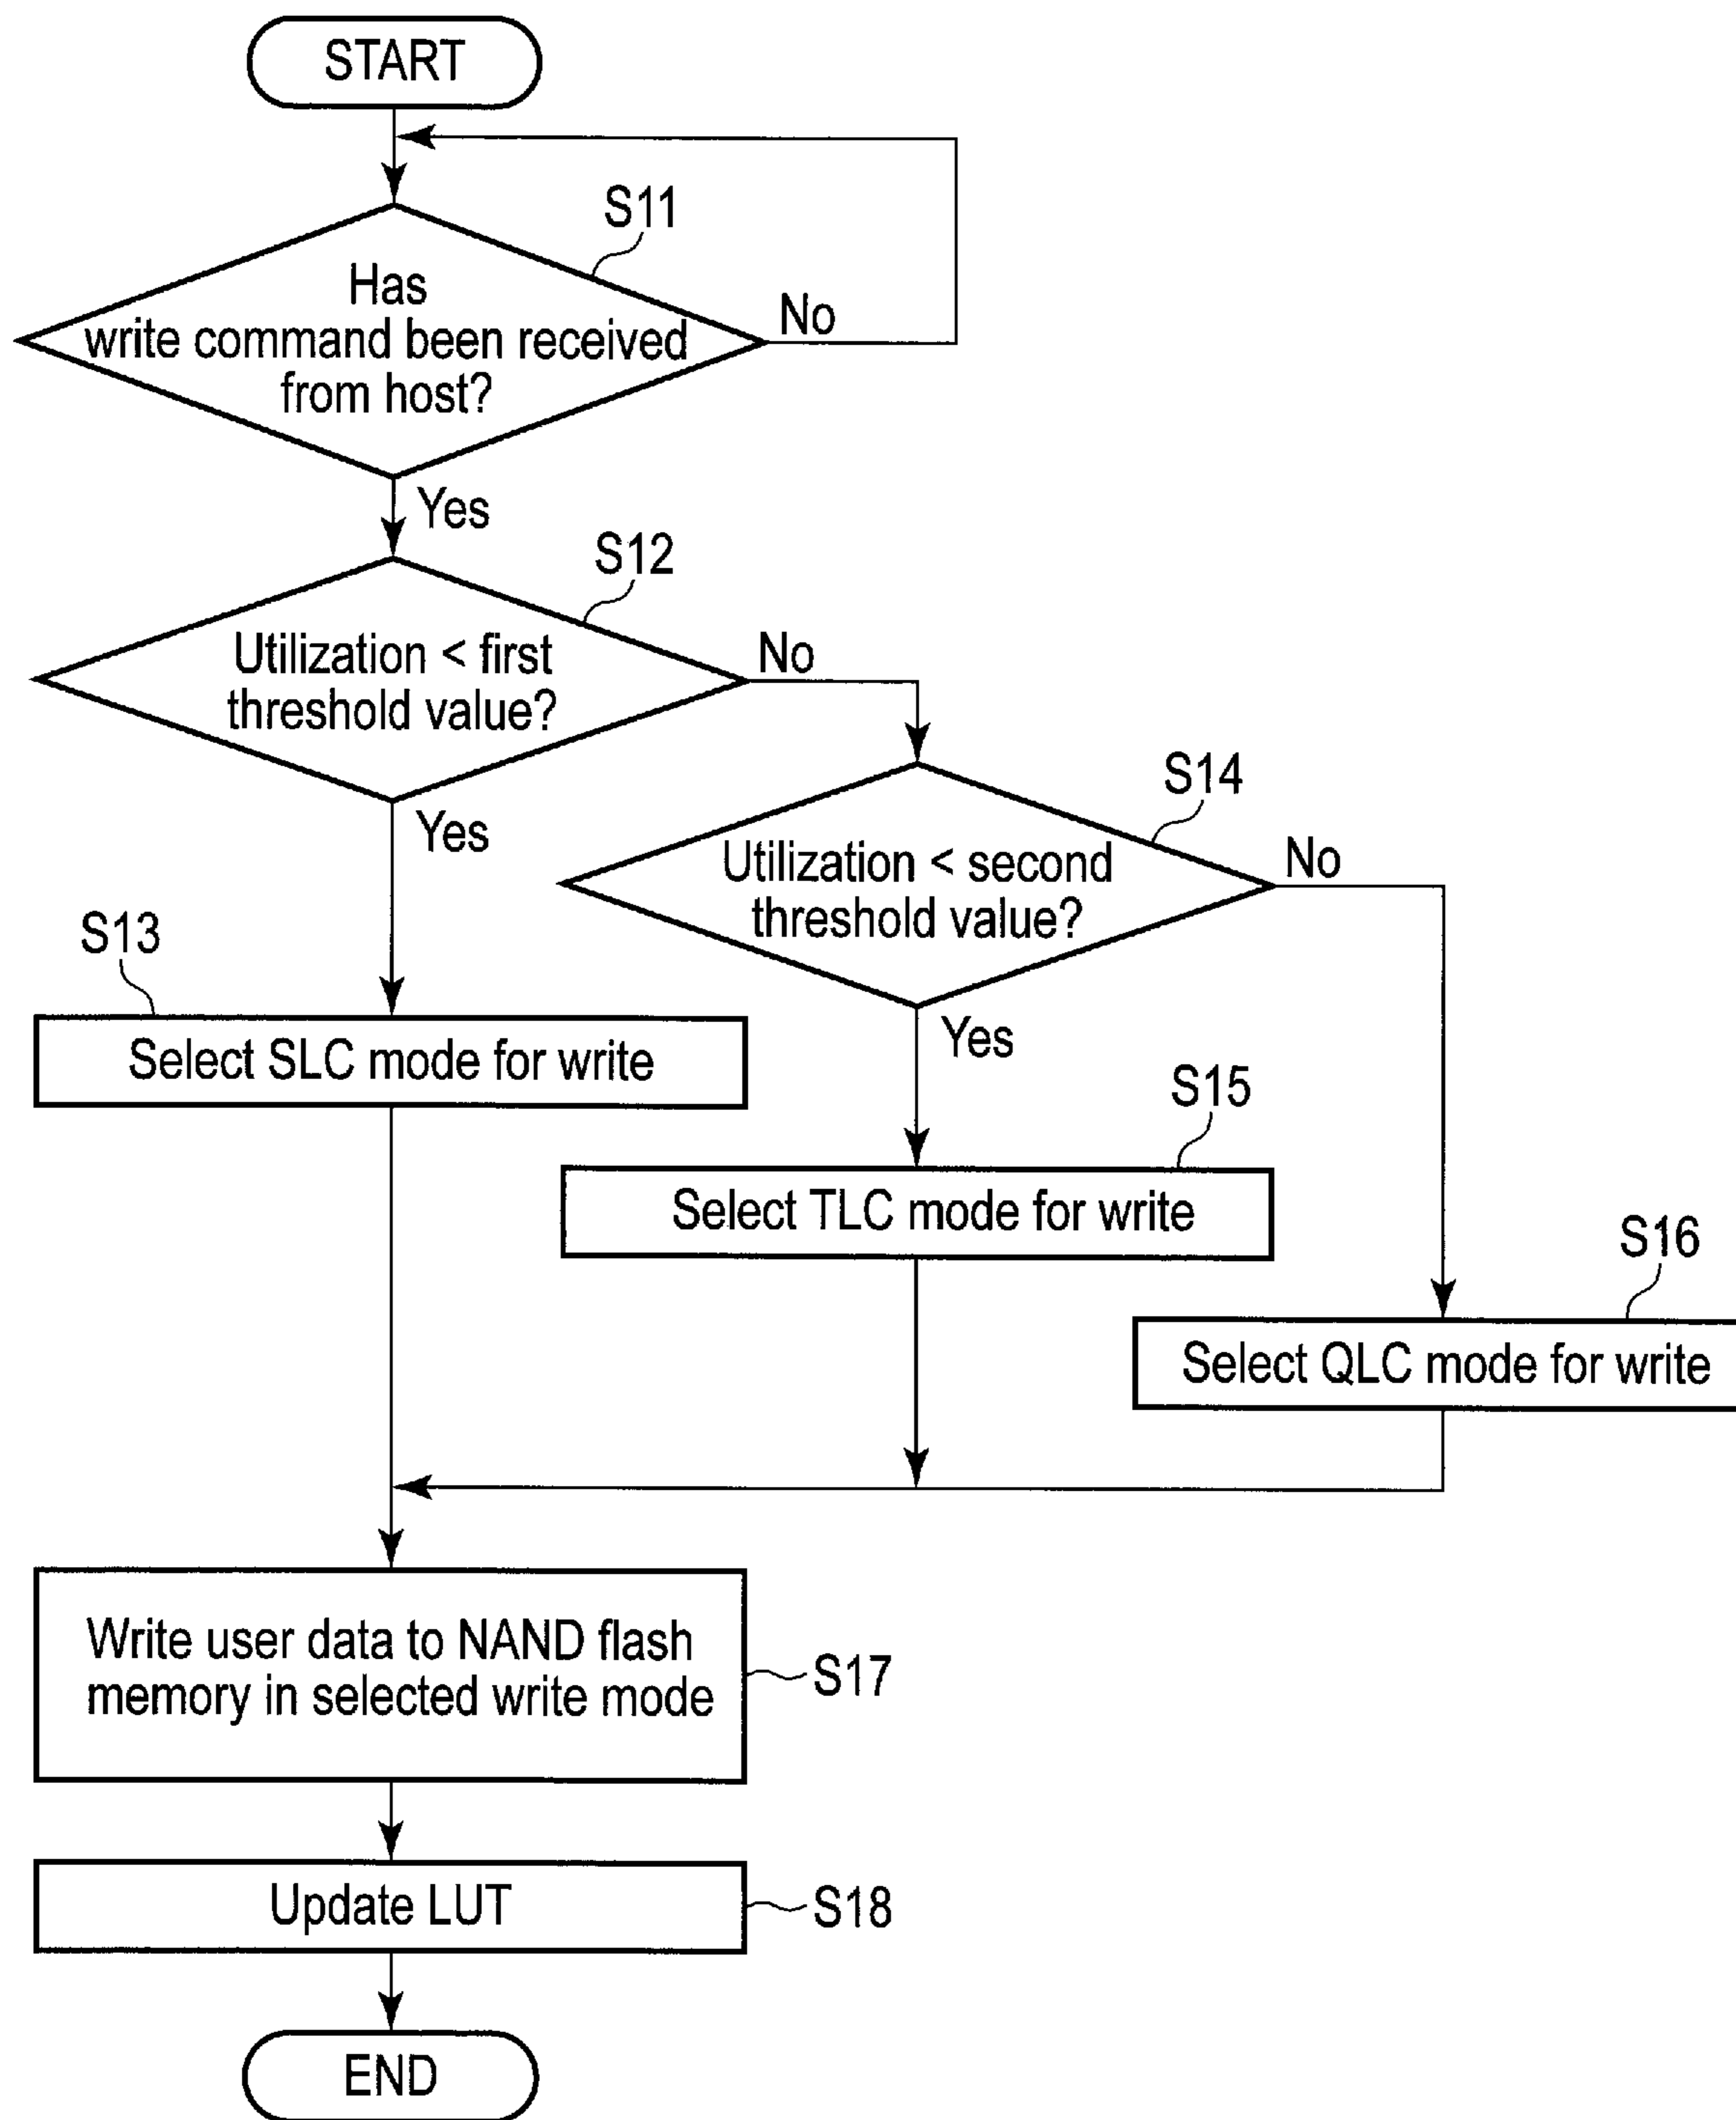 START
S11
Has
write command been received
from host?
No
Yes
S12
Utilization < first
threshold value?
No
Yes
S14
Utilization < second
threshold value?
No
Yes
S13
Select SLC mode for write
S15
Select TLC mode for write
S16
Select QLC mode for write
Write user data to NAND flash
memory in selected write mode
S17
Update LUT
S18
END